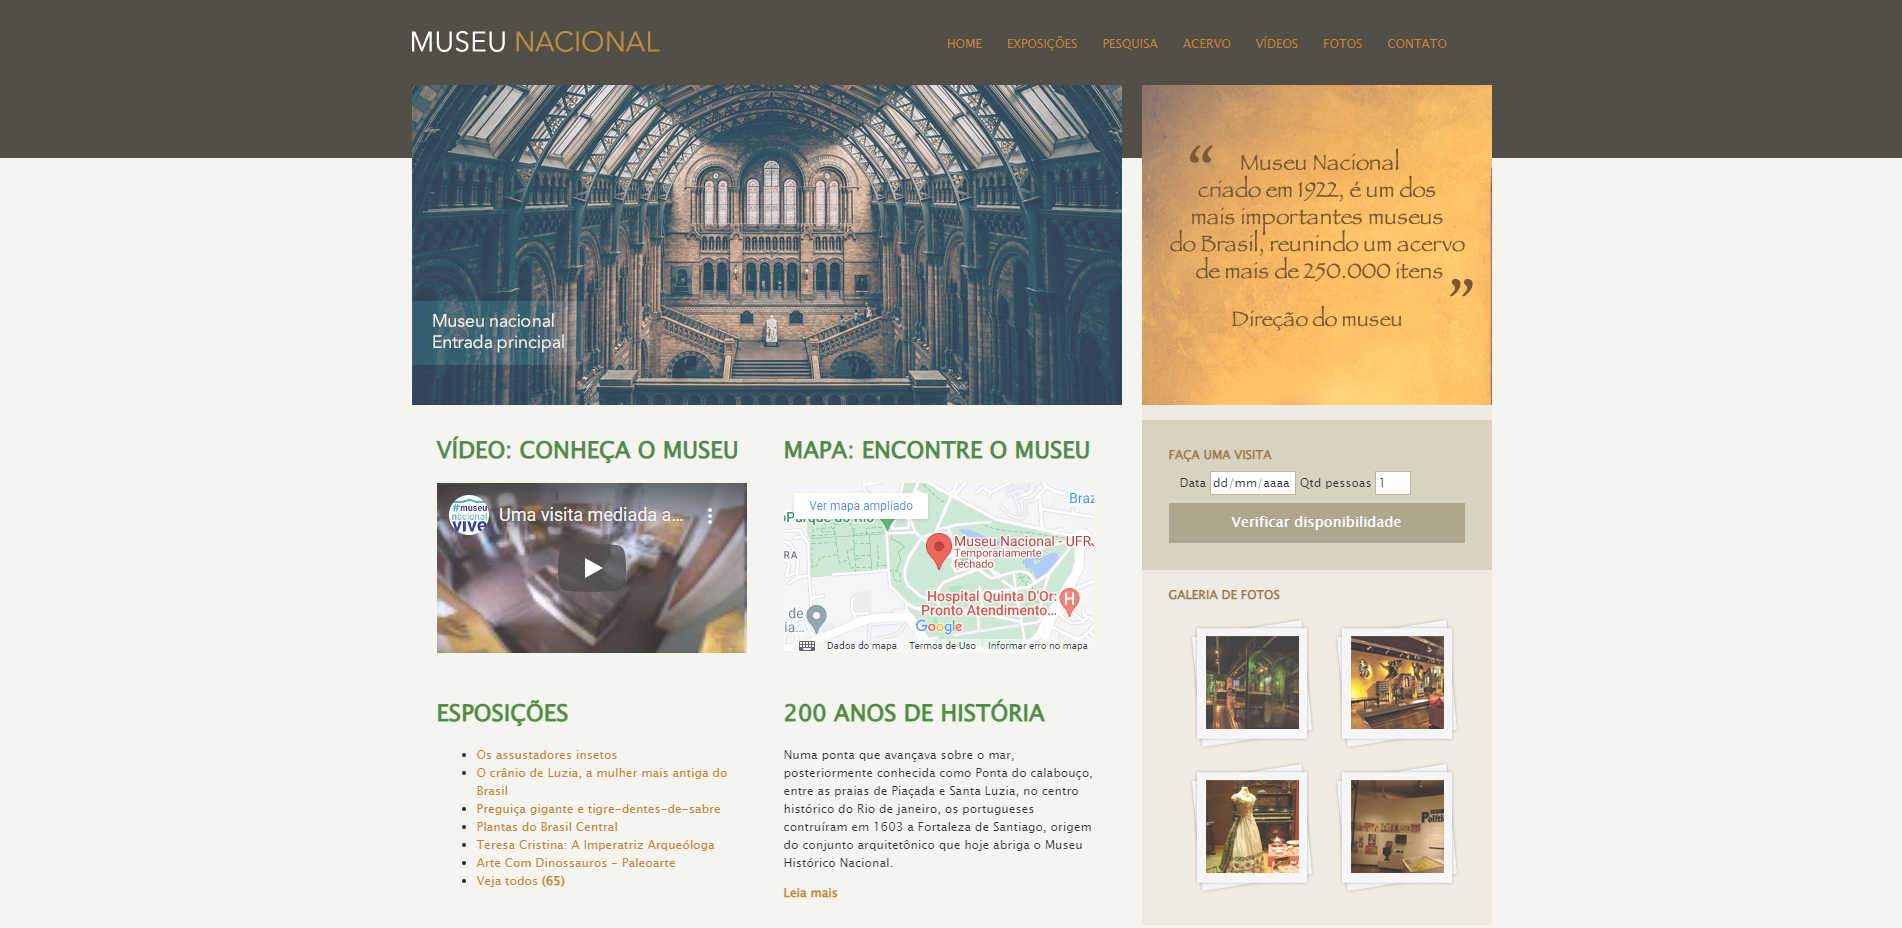 MUSEU NACIONAL
HOME EXPOSIÇÕES PESQUISA ACERVO VÍDEOS FOTOS CONTATO
Museu nacional
Entrada principal
“ Museu Nacional
criado em 1922, é um dos
mais importantes museus
do Brasil, reunindo um acervo
de mais de 250.000 itens ”
Direção do museu
VÍDEO: CONHEÇA O MUSEU
#museu
nacional
vive
Uma visita mediada a...
MAPA: ENCONTRE O MUSEU
Ver mapa ampliado
Braz
Parque do Rio
RA
Museu Nacional - UFRJ
Temporariamente
fechado
Hospital Quinta D'Or:
Pronto Atendimento...
H
de
ia...
Google
Dados do mapa Termos de Uso Informar erro no mapa
FAÇA UMA VISITA
Data dd/mm/aaaa Qtd pessoas 1
Verificar disponibilidade
GALERIA DE FOTOS
Polític
ESPOSIÇÕES
Os assustadores insetos
O crânio de Luzia, a mulher mais antiga do
Brasil
Preguiça gigante e tigre-dentes-de-sabre
Plantas do Brasil Central
Teresa Cristina: A Imperatriz Arqueóloga
Arte Com Dinossauros - Paleoarte
Veja todos (65)
200 ANOS DE HISTÓRIA
Numa ponta que avançava sobre o mar,
posteriormente conhecida como Ponta do calabouço,
entre as praias de Piaçada e Santa Luzia, no centro
histórico do Rio de janeiro, os portugueses
contruíram em 1603 a Fortaleza de Santiago, origem
do conjunto arquitetônico que hoje abriga o Museu
Histórico Nacional.
Leia mais